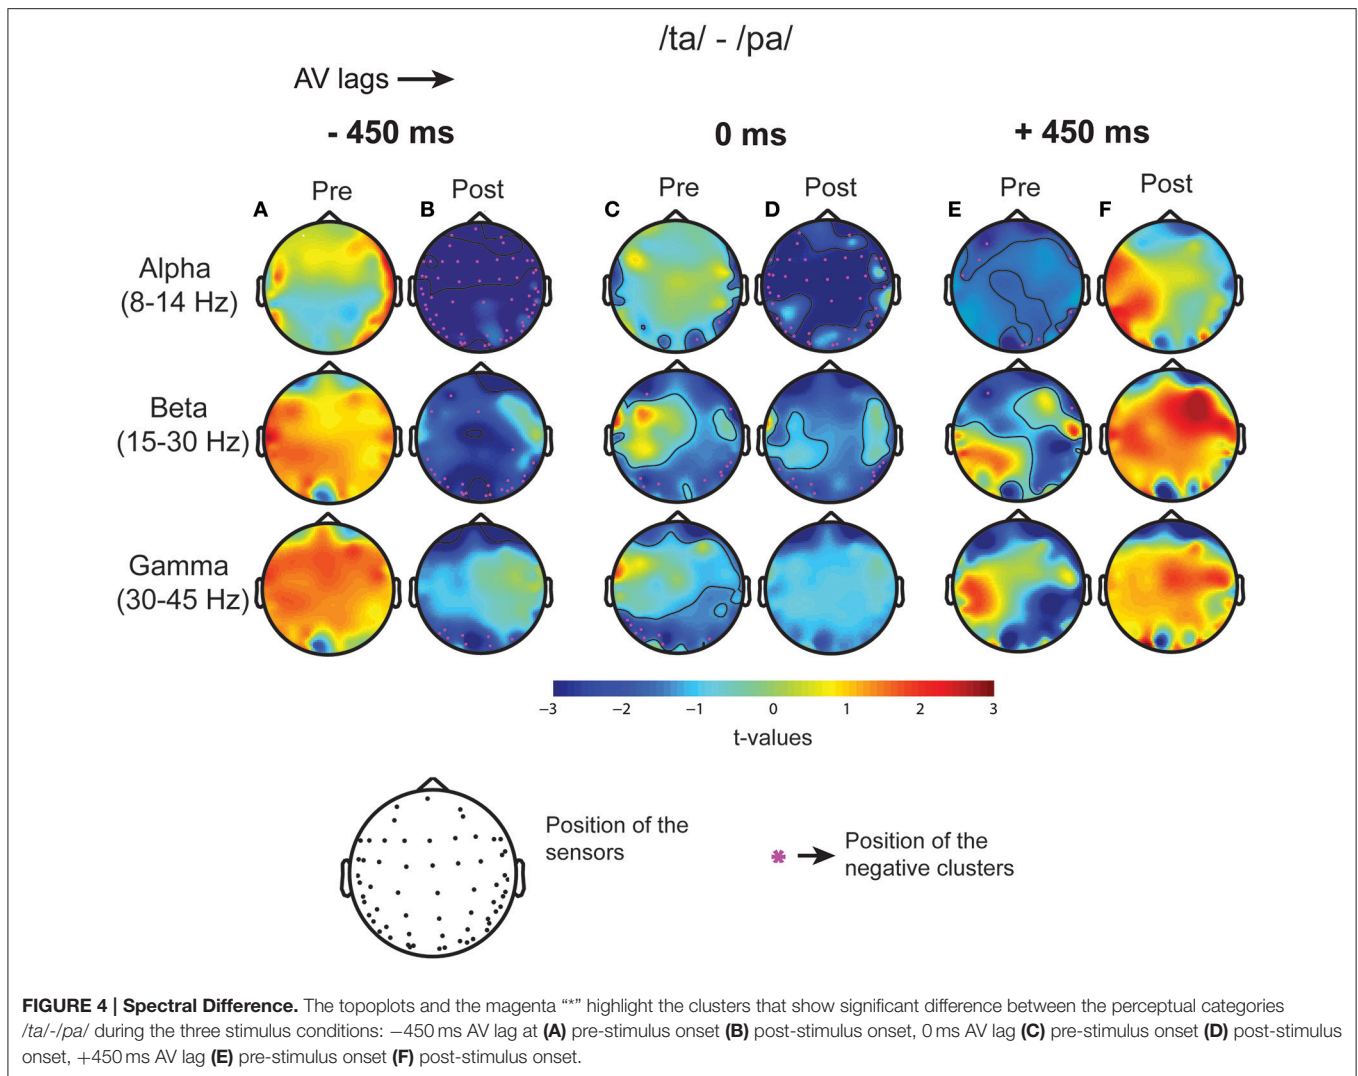 /ta/ - /pa/
AV lags
- 450 ms
0 ms
+ 450 ms
Pre
Post
Pre
Post
Pre
Post
A
B
C
D
E
F
Alpha
(8-14 Hz)
Beta
(15-30 Hz)
Gamma
(30-45 Hz)
−3 −2 −1 0 1 2 3
t-values
Position of the
sensors
* Position of the
negative clusters
FIGURE 4 | Spectral Difference. The topoplots and the magenta “*” highlight the clusters that show significant difference between the perceptual categories
/ta/-/pa/ during the three stimulus conditions: −450 ms AV lag at (A) pre-stimulus onset (B) post-stimulus onset, 0 ms AV lag (C) pre-stimulus onset (D) post-stimulus
onset, +450 ms AV lag (E) pre-stimulus onset (F) post-stimulus onset.